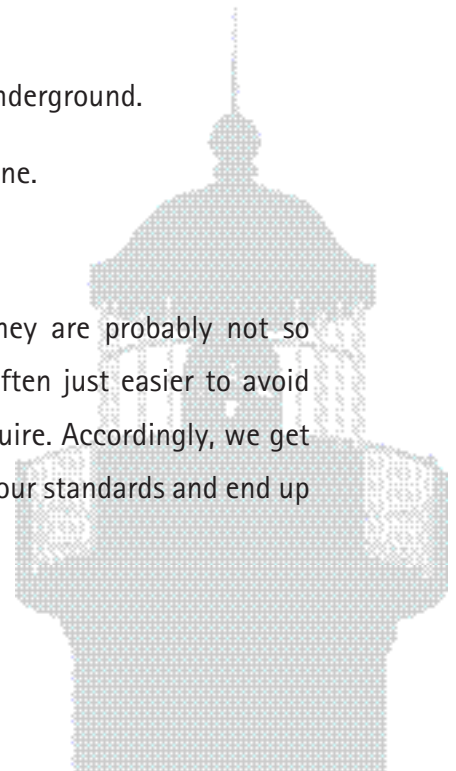 nderground.
ne.
ney are probably not so
ften just easier to avoid
uire. Accordingly, we get
our standards and end up